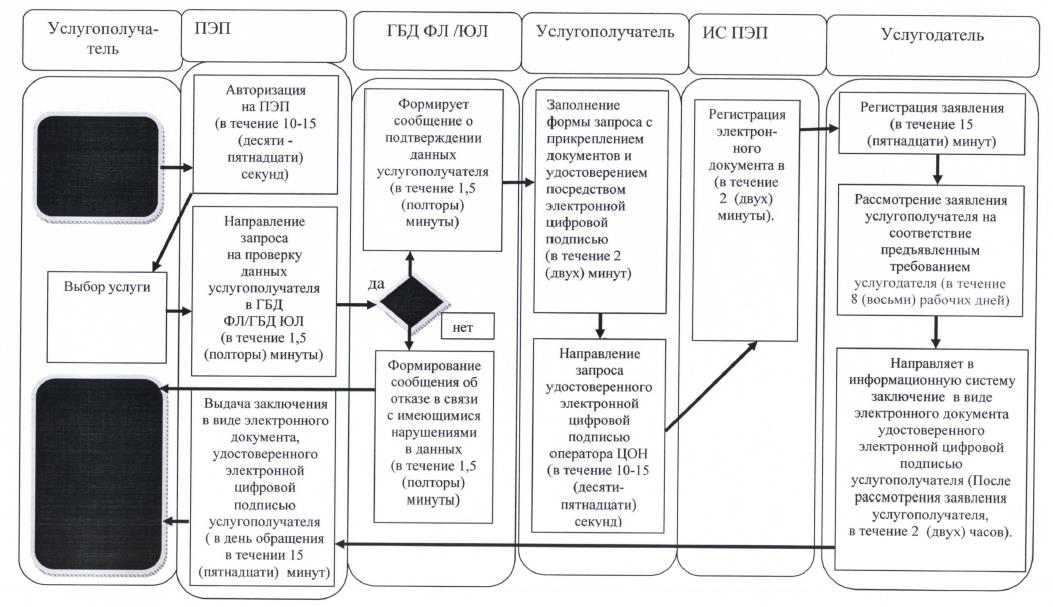 Услугополуча-
тель
ПЭП
ГБД ФЛ /ЮЛ
Услугополучатель
ИС ПЭП
Услугодатель
Авторизация
на ПЭП
(в течение 10-15
(десяти -
пятнадцати)
секунд)
Выбор услуги
Направление
запроса
на проверку данных
услугополучателя
в ГБД
ФЛ/ГБД ЮЛ
(в течение 1,5
(полторы) минуты)
Формирует
сообщение о
подтверждении
данных
услугополучателя
(в течение 1,5
(полторы)
минуты)
да
нет
Формирование
сообщения об
отказе в связи
с имеющимися
нарушениями
в данных
(в течение 1,5
(полторы)
минуты)
Выдача заключения
в виде электронного
документа,
удостоверенного
электронной
цифровой
подписью
услугополучателя
( в день обращения
в течении 15
(пятнадцати) минут)
Заполнение
формы запроса с
прикреплением
документов и
удостоверением
посредством
электронной
цифровой
подписью
(в течение 2
(двух) минут)
Направление
запроса
удостоверенного
электронной
цифровой
подписью
оператора ЦОН
(в течение 10-15
(десяти-
пятнадцати)
секунд)
Регистрация
электрон-
ного
документа в
(в течение
2 (двух)
минуты).
Регистрация заявления
(в течение 15
(пятнадцати) минут)
Рассмотрение заявления
услугополучателя на
соответствие
предъявленным
требованием
услугодателя (в течение
8 (восьми) рабочих дней)
Направляет в
информационную систему
заключение в виде
электронного документа
удостоверенного
электронной цифровой
подписью
услугополучателя (После
рассмотрения заявления
услугополучателя,
в течение 2 (двух) часов).